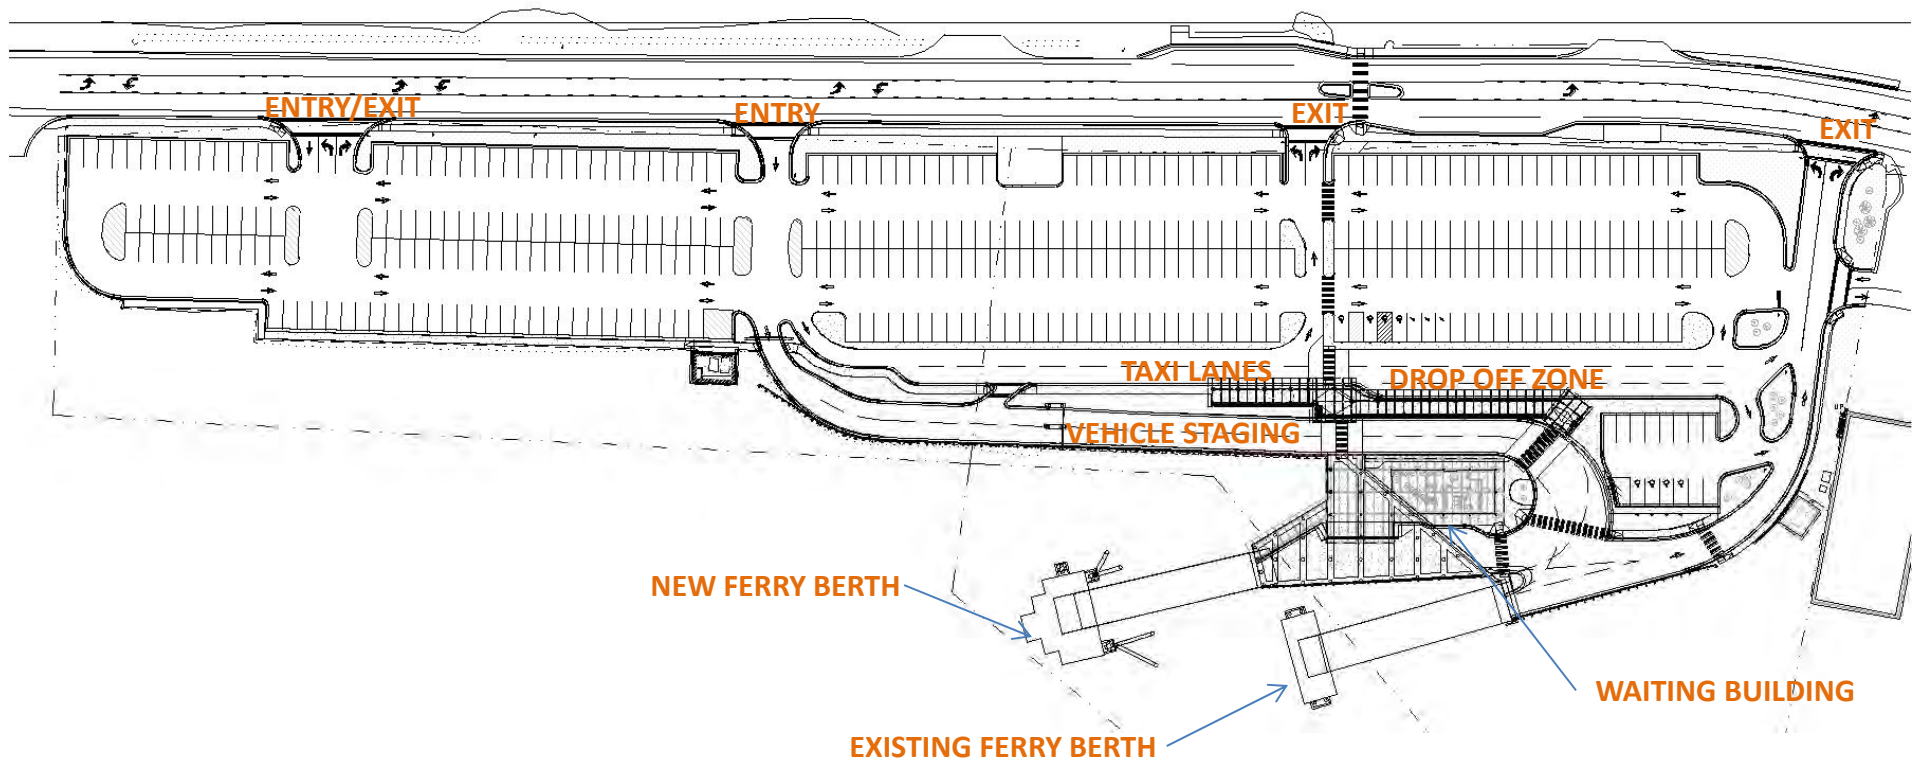 ENTRY/EXIT
ENTRY
EXIT
EXIT
TAXI LANES
DROP OFF ZONE
VEHICLE STAGING
NEW FERRY BERTH
WAITING BUILDING
EXISTING FERRY BERTH